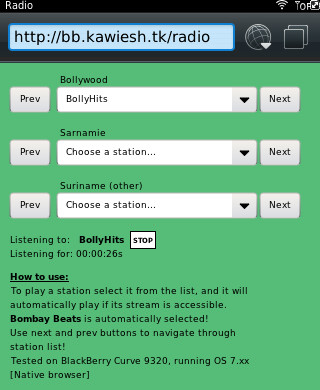 Radio
http://bb.kawiesh.tk/radio
Bollywood
Prev BollyHits Next
Sarnamie
Prev Choose a station... Next
Suriname (other)
Prev Choose a station... Next
Listening to: BollyHits STOP
Listening for: 00:00:26s
How to use:
To play a station select it from the list, and it will
automatically play if its stream is accessible.
Bombay Beats is automatically selected!
Use next and prev buttons to navigate through
station list!
Tested on BlackBerry Curve 9320, running OS 7.xx
[Native browser]